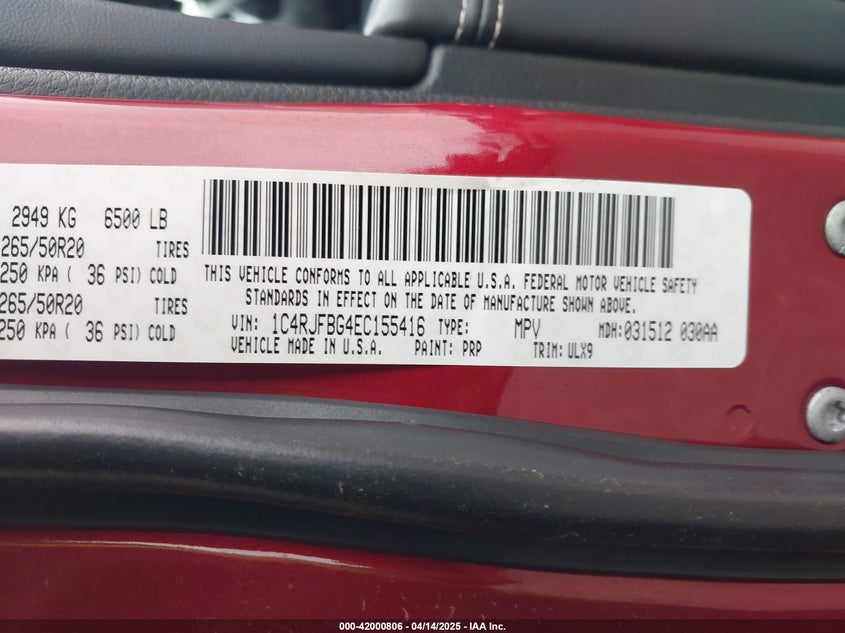 2949 KG 6500 LB
265/50R20 TIRES
250 KPA ( 36 PSI) COLD
265/50R20 TIRES
250 KPA ( 36 PSI) COLD
THIS VEHICLE CONFORMS TO ALL APPLICABLE U.S.A. FEDERAL MOTOR VEHICLE SAFETY
STANDARDS IN EFFECT ON THE DATE OF MANUFACTURE SHOWN ABOVE.
VIN: 1C4RJFBG4EC155416 TYPE: MPV MDH:031512 030AA
VEHICLE MADE IN U.S.A. PAINT: PRP TRIM: ULX9
000-42000806 - 04/14/2025 - IAA Inc.